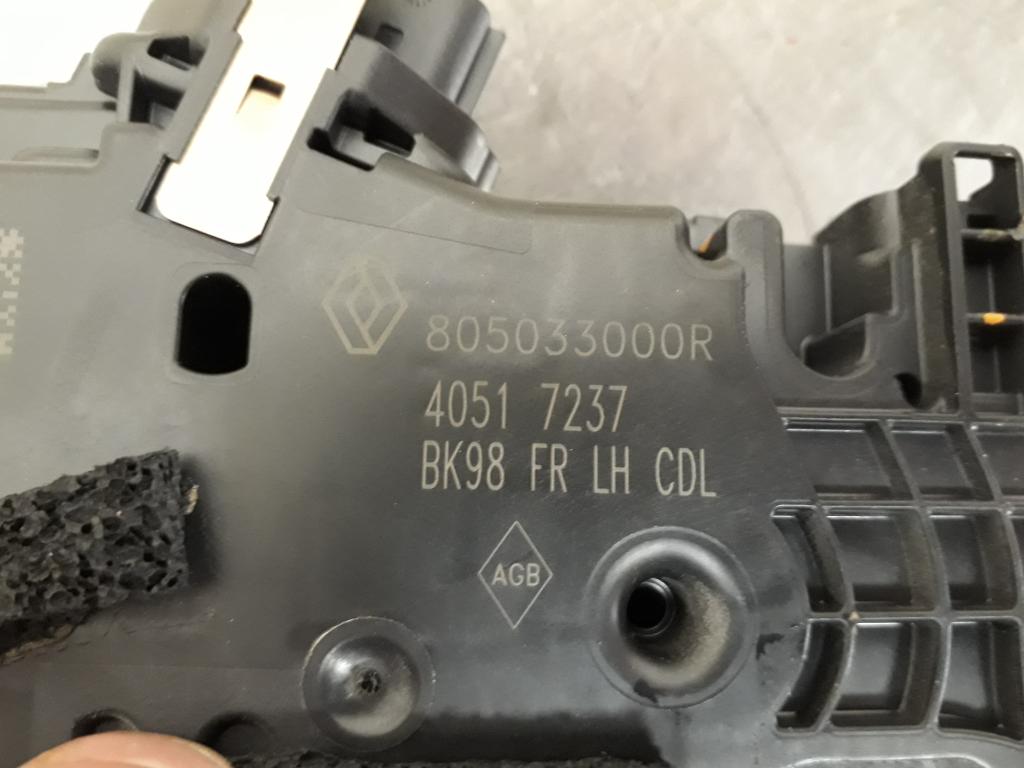 805033000R
4051 7237
BK98 FR LH CDL
AGB